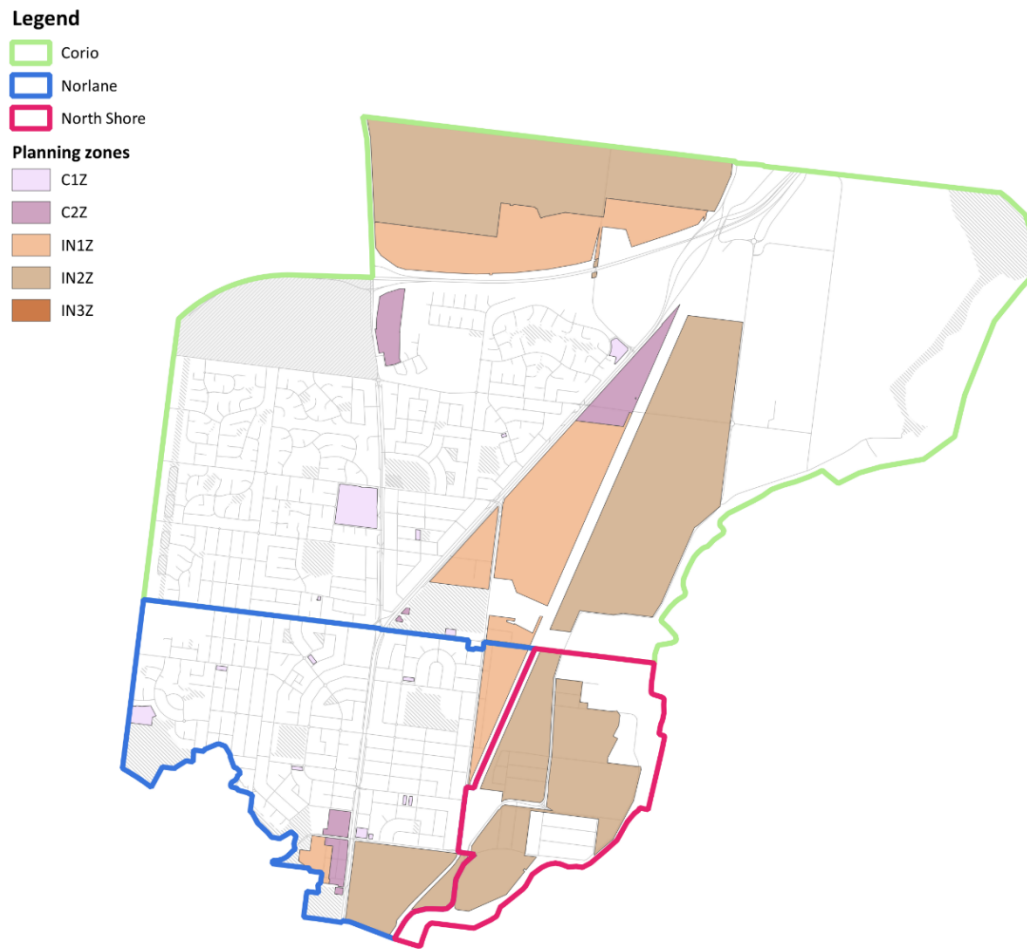 Legend
Corio
Norlane
North Shore
Planning zones
C1Z
C2Z
IN1Z
IN2Z
IN3Z